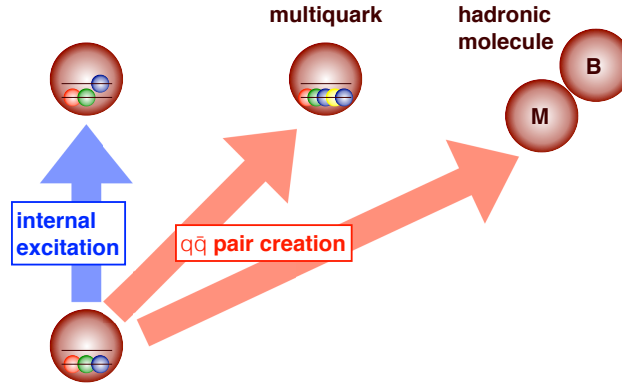 multiquark
hadronic
molecule
B
M
internal
excitation
qq̄ pair creation